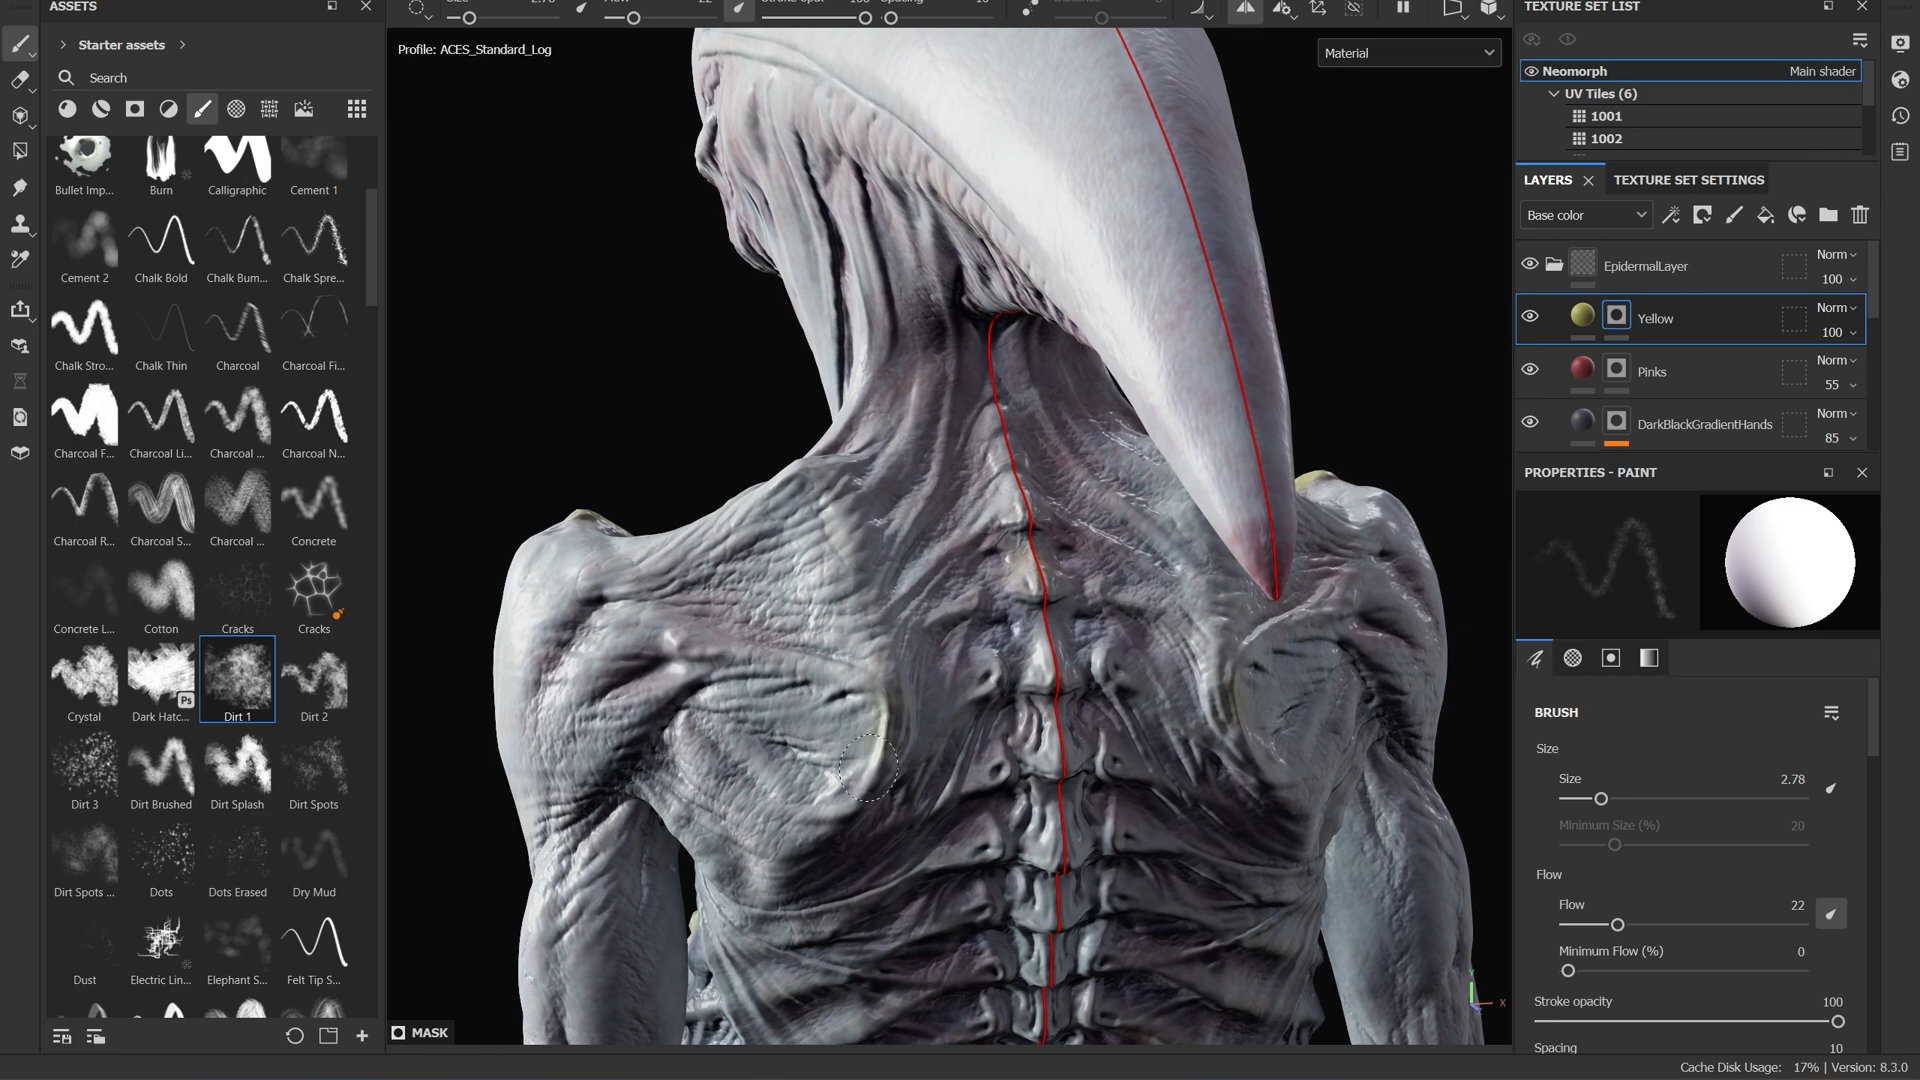 ASSETS
Starter assets
Search
Bullet Imp...
Burn
Calligraphic
Cement 1
Cement 2
Chalk Bold
Chalk Bum...
Chalk Spre...
Chalk Stro...
Chalk Thin
Charcoal
Charcoal Fi...
Charcoal F...
Charcoal Li...
Charcoal ...
Charcoal N...
Charcoal R...
Charcoal S...
Charcoal ...
Concrete
Concrete L...
Cotton
Cracks
Cracks
Crystal
Dark Hatc...
Ps
Dirt 1
Dirt 2
Dirt 3
Dirt Brushed
Dirt Splash
Dirt Spots
Dirt Spots ...
Dots
Dots Erased
Dry Mud
Dust
Electric Lin...
Elephant S...
Felt Tip S...
Profile: ACES_Standard_Log
Material
MASK
X
TEXTURE SET LIST
Neomorph
Main shader
UV Tiles (6)
1001
1002
LAYERS
TEXTURE SET SETTINGS
Base color
EpidermalLayer
Norm
100
Yellow
Norm
100
Pinks
Norm
55
DarkBlackGradientHands
Norm
85
PROPERTIES - PAINT
BRUSH
Size
Size
2.78
Minimum Size (%)
20
Flow
Flow
22
Minimum Flow (%)
0
Stroke opacity
100
Spacing
10
Cache Disk Usage: 17% | Version: 8.3.0